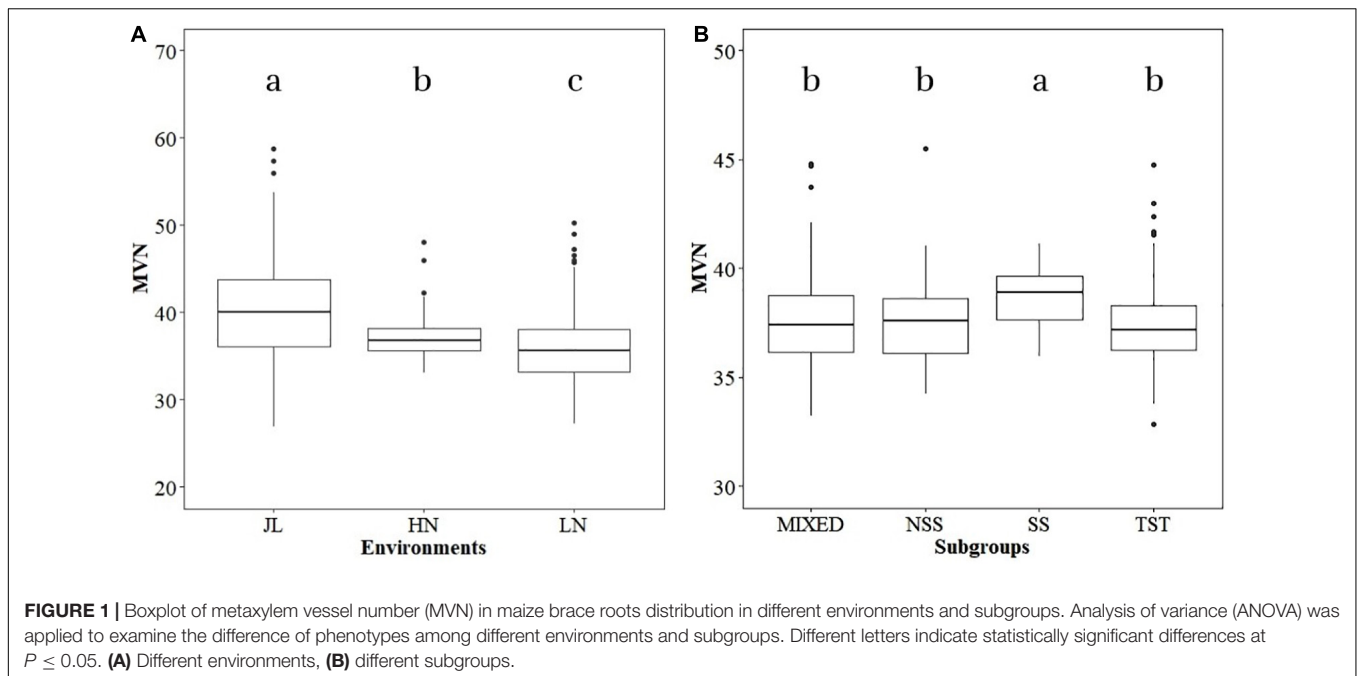 A
70
60
50
40
30
20
MVN
a b c
JL HN LN
Environments
B
50
45
40
35
30
MVN
b b a b
MIXED NSS SS TST
Subgroups
FIGURE 1 | Boxplot of metaxylem vessel number (MVN) in maize brace roots distribution in different environments and subgroups. Analysis of variance (ANOVA) was
applied to examine the difference of phenotypes among different environments and subgroups. Different letters indicate statistically significant differences at
P ≤ 0.05. (A) Different environments, (B) different subgroups.